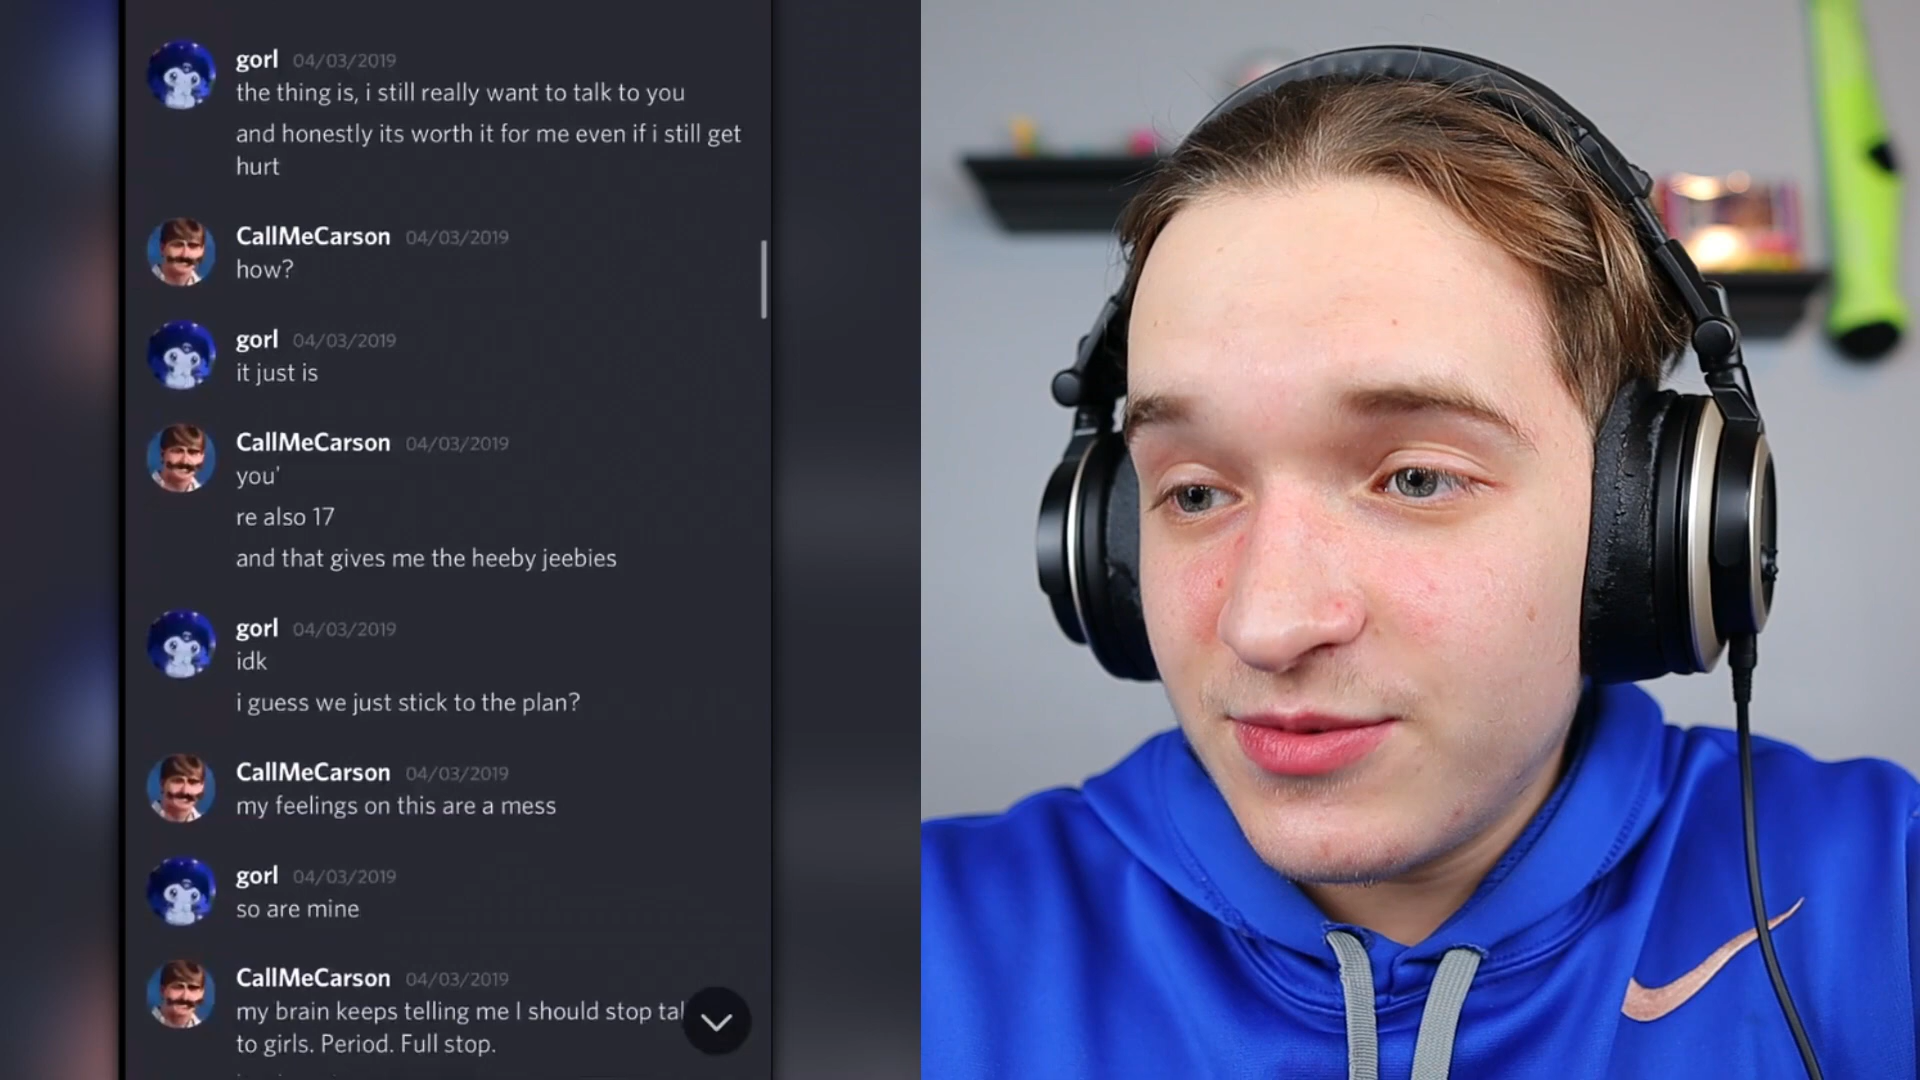 gorl 04/03/2019
the thing is, i still really want to talk to you
and honestly its worth it for me even if i still get
hurt
CallMeCarson 04/03/2019
how?
gorl 04/03/2019
it just is
CallMeCarson 04/03/2019
you'
re also 17
and that gives me the heeby jeebies
gorl 04/03/2019
idk
i guess we just stick to the plan?
CallMeCarson 04/03/2019
my feelings on this are a mess
gorl 04/03/2019
so are mine
CallMeCarson 04/03/2019
my brain keeps telling me I should stop tal
to girls. Period. Full stop.